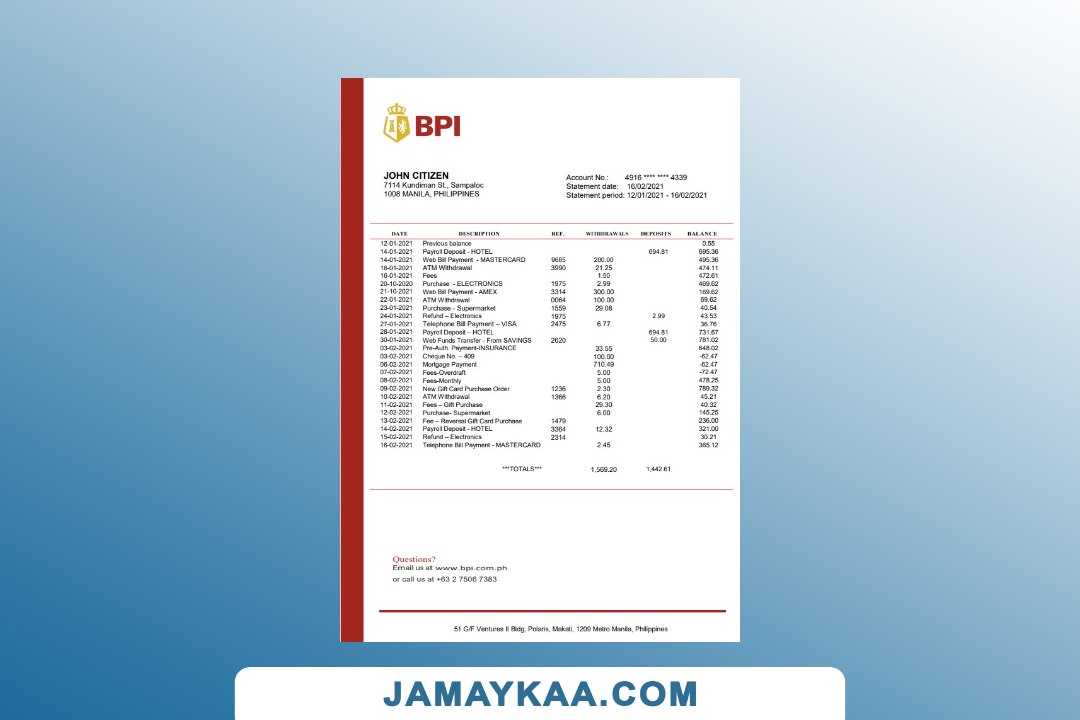 BPI
JOHN CITIZEN
7114 Kundiman St., Sampaloc
1008 MANILA, PHILIPPINES
Account No.: 4916 **** **** 4339
Statement date: 16/02/2021
Statement period: 12/01/2021 - 16/02/2021
DATE DESCRIPTION REF. WITHDRAWALS DEPOSITS BALANCE
12-01-2021 Previous balance 0.55
14-01-2021 Payroll Deposit - HOTEL 694.81 695.36
14-01-2021 Web Bill Payment - MASTERCARD 9685 200.00 495.36
16-01-2021 ATM Withdrawal 3990 21.25 474.11
16-01-2021 Fees 1.50 472.61
20-10-2020 Purchase - ELECTRONICS 1975 2.99 469.62
21-10-2021 Web Bill Payment - AMEX 3314 300.00 169.62
22-01-2021 ATM Withdrawal 0064 100.00 69.62
23-01-2021 Purchase - Supermarket 1559 29.08 40.54
24-01-2021 Refund – Electronics 1975 2.99 43.53
27-01-2021 Telephone Bill Payment – VISA 2475 6.77 36.76
28-01-2021 Payroll Deposit – HOTEL 694.81 731.67
30-01-2021 Web Funds Transfer - From SAVINGS 2620 50.00 781.02
03-02-2021 Pre-Auth. Payment-INSURANCE 33.55 648.02
03-02-2021 Cheque No. – 409 100.00 -62.47
06-02-2021 Mortgage Payment 710.49 -62.47
07-02-2021 Fees-Overdraft 5.00 -72.47
08-02-2021 Fees-Monthly 5.00 478.25
09-02-2021 New Gift Card Purchase Order 1236 2.30 789.32
10-02-2021 ATM Withdrawal 1366 6.20 45.21
11-02-2021 Fees – Gift Purchase 29.30 40.32
12-02-2021 Purchase- Supermarket 6.00 145.25
13-02-2021 Fee – Reversal Gift Card Purchase 1479 236.00
14-02-2021 Payroll Deposit - HOTEL 3364 12.32 321.00
15-02-2021 Refund – Electronics 2314 30.21
16-02-2021 Telephone Bill Payment - MASTERCARD 2.45 365.12
***TOTALS*** 1,569.20 1,442.61
Questions?
Email us at www.bpi.com.ph
or call us at +63 2 7506 7383
51 G/F Ventures II Bldg, Polaris, Makati, 1209 Metro Manila, Philippines
JAMAYKAA.COM